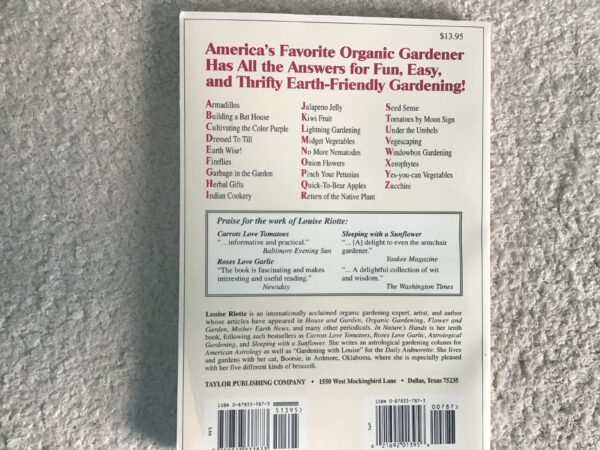 $13.95
America's Favorite Organic Gardener
Has All the Answers for Fun, Easy,
and Thrifty Earth-Friendly Gardening!
Armadillos
Building a Bat House
Cultivating the Color Purple
Dressed To Till
Earth Wise!
Fireflies
Garbage in the Garden
Herbal Gifts
Indian Cookery
Jalapeno Jelly
Kiwi Fruit
Lightning Gardening
Midget Vegetables
No More Nematodes
Onion Flowers
Pinch Your Petunias
Quick-To-Bear Apples
Return of the Native Plant
Seed Sense
Tomatoes by Moon Sign
Under the Umbels
Vegescaping
Windowbox Gardening
Xerophytes
Yes-you-can Vegetables
Zucchini
Praise for the work of Louise Riotte:
Carrots Love Tomatoes
"... informative and practical."
Baltimore Evening Sun
Roses Love Garlic
"The book is fascinating and makes
interesting and useful reading."
Newsday
Sleeping with a Sunflower
"... [A] delight to even the armchair
gardener."
Yankee Magazine
"... A delightful collection of wit
and wisdom."
The Washington Times
Louise Riotte is an internationally acclaimed organic gardening expert, artist, and author
whose articles have appeared in House and Garden, Organic Gardening, Flower and
Garden, Mother Earth News, and many other periodicals. In Nature's Hands is her tenth
book, following such bestsellers as Carrots Love Tomatoes, Roses Love Garlic, Astrological
Gardening, and Sleeping with a Sunflower. She writes an astrological gardening column for
American Astrology as well as "Gardening with Louise" for the Daily Ardmoreite. She lives
and gardens with her cat, Bootsie, in Ardmore, Oklahoma, where she is especially pleased
with her five different kinds of broccoli.
TAYLOR PUBLISHING COMPANY • 1550 West Mockingbird Lane • Dallas, Texas 75235
ISBN 0-87833-787-3
51395>
EAN
ISBN 0-87833-787-3
00787>
UPC
0 21692 01395